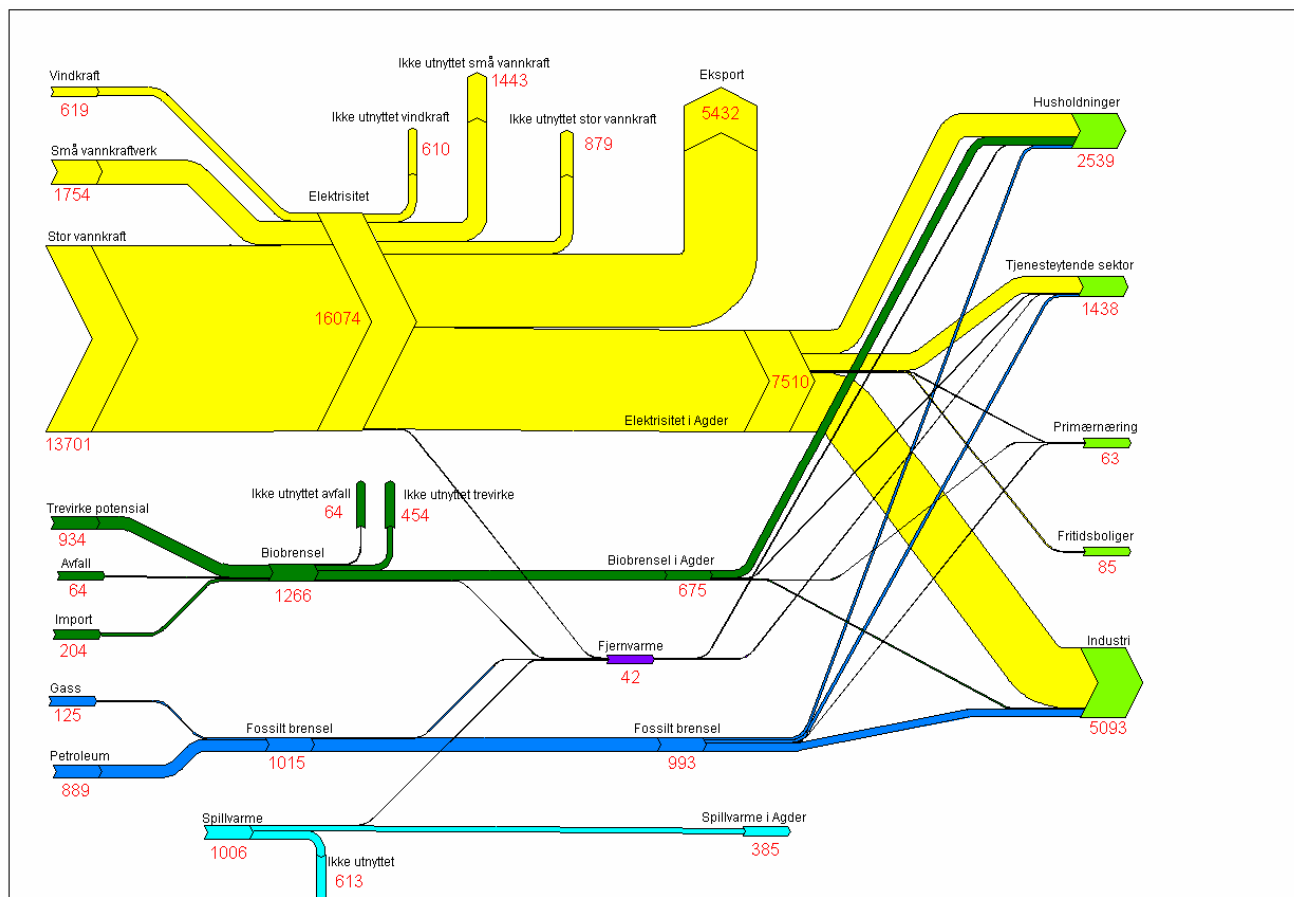 Vindkraft
619
Små vannkraftverk
1754
Stor vannkraft
13701
Elektrisitet
16074
Ikke utnyttet små vannkraft
1443
Ikke utnyttet vindkraft
610
Ikke utnyttet stor vannkraft
879
Eksport
5432
Elektrisitet i Agder
7510
Husholdninger
2539
Tjenesteytende sektor
1438
Primærnæring
63
Fritidsboliger
85
Industri
5093
Trevirke potensial
934
Avfall
64
Import
204
Ikke utnyttet avfall
64
Ikke utnyttet trevirke
454
Biobrensel
1266
Biobrensel i Agder
675
Fjernvarme
42
Gass
125
Petroleum
889
Fossilt brensel
1015
Fossilt brensel
993
Spillvarme
1006
Ikke utnyttet
613
Spillvarme i Agder
385